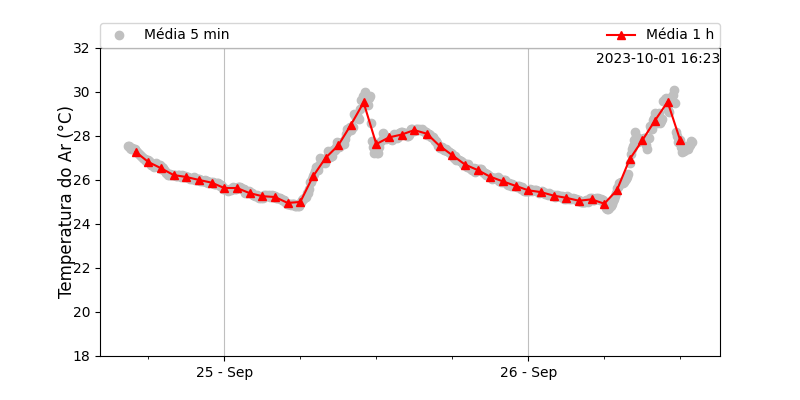 Média 5 min
Média 1 h
2023-10-01 16:23
Temperatura do Ar (°C)
32
30
28
26
24
22
20
18
25 - Sep
26 - Sep